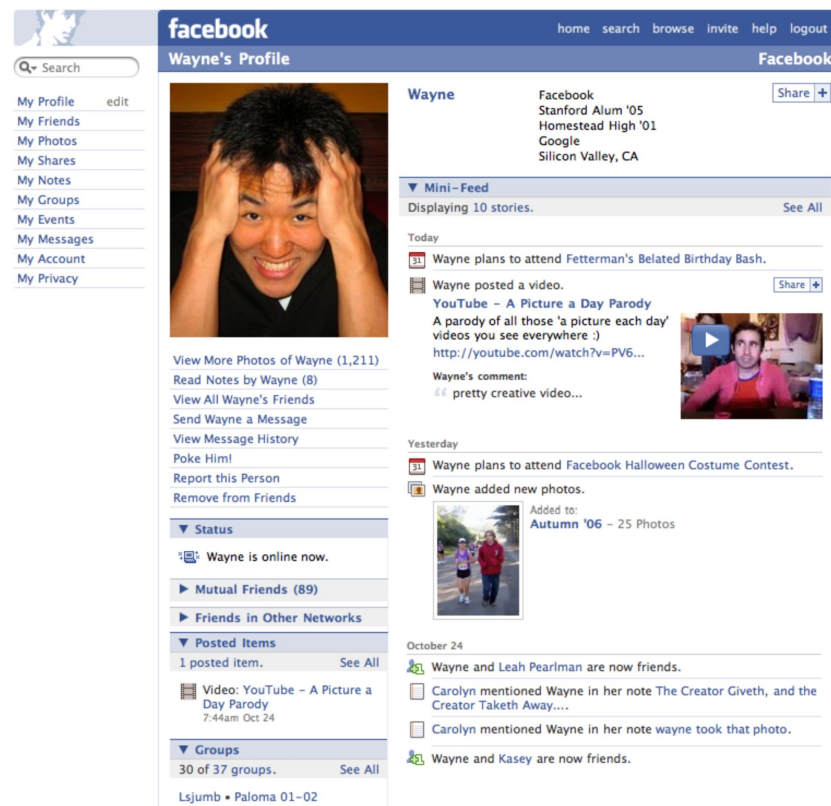 facebook
home search browse invite help logout
Wayne's Profile
Facebook
Search
My Profile edit
My Friends
My Photos
My Shares
My Notes
My Groups
My Events
My Messages
My Account
My Privacy
View More Photos of Wayne (1,211)
Read Notes by Wayne (8)
View All Wayne's Friends
Send Wayne a Message
View Message History
Poke Him!
Report this Person
Remove from Friends
▼ Status
Wayne is online now.
▶ Mutual Friends (89)
▶ Friends in Other Networks
▼ Posted Items
1 posted item. See All
Video: YouTube - A Picture a
Day Parody
7:44am Oct 24
▼ Groups
30 of 37 groups. See All
Lsjumb ▪ Paloma 01-02
Wayne
Facebook
Stanford Alum '05
Homestead High '01
Google
Silicon Valley, CA
Share +
▼ Mini-Feed
Displaying 10 stories. See All
Today
31 Wayne plans to attend Fetterman's Belated Birthday Bash.
Wayne posted a video. Share +
YouTube - A Picture a Day Parody
A parody of all those 'a picture each day'
videos you see everywhere :)
http://youtube.com/watch?v=PV6...
Wayne's comment:
“ pretty creative video...
Yesterday
31 Wayne plans to attend Facebook Halloween Costume Contest.
Wayne added new photos.
Added to:
Autumn '06 - 25 Photos
October 24
Wayne and Leah Pearlman are now friends.
Carolyn mentioned Wayne in her note The Creator Giveth, and the
Creator Taketh Away....
Carolyn mentioned Wayne in her note wayne took that photo.
Wayne and Kasey are now friends.